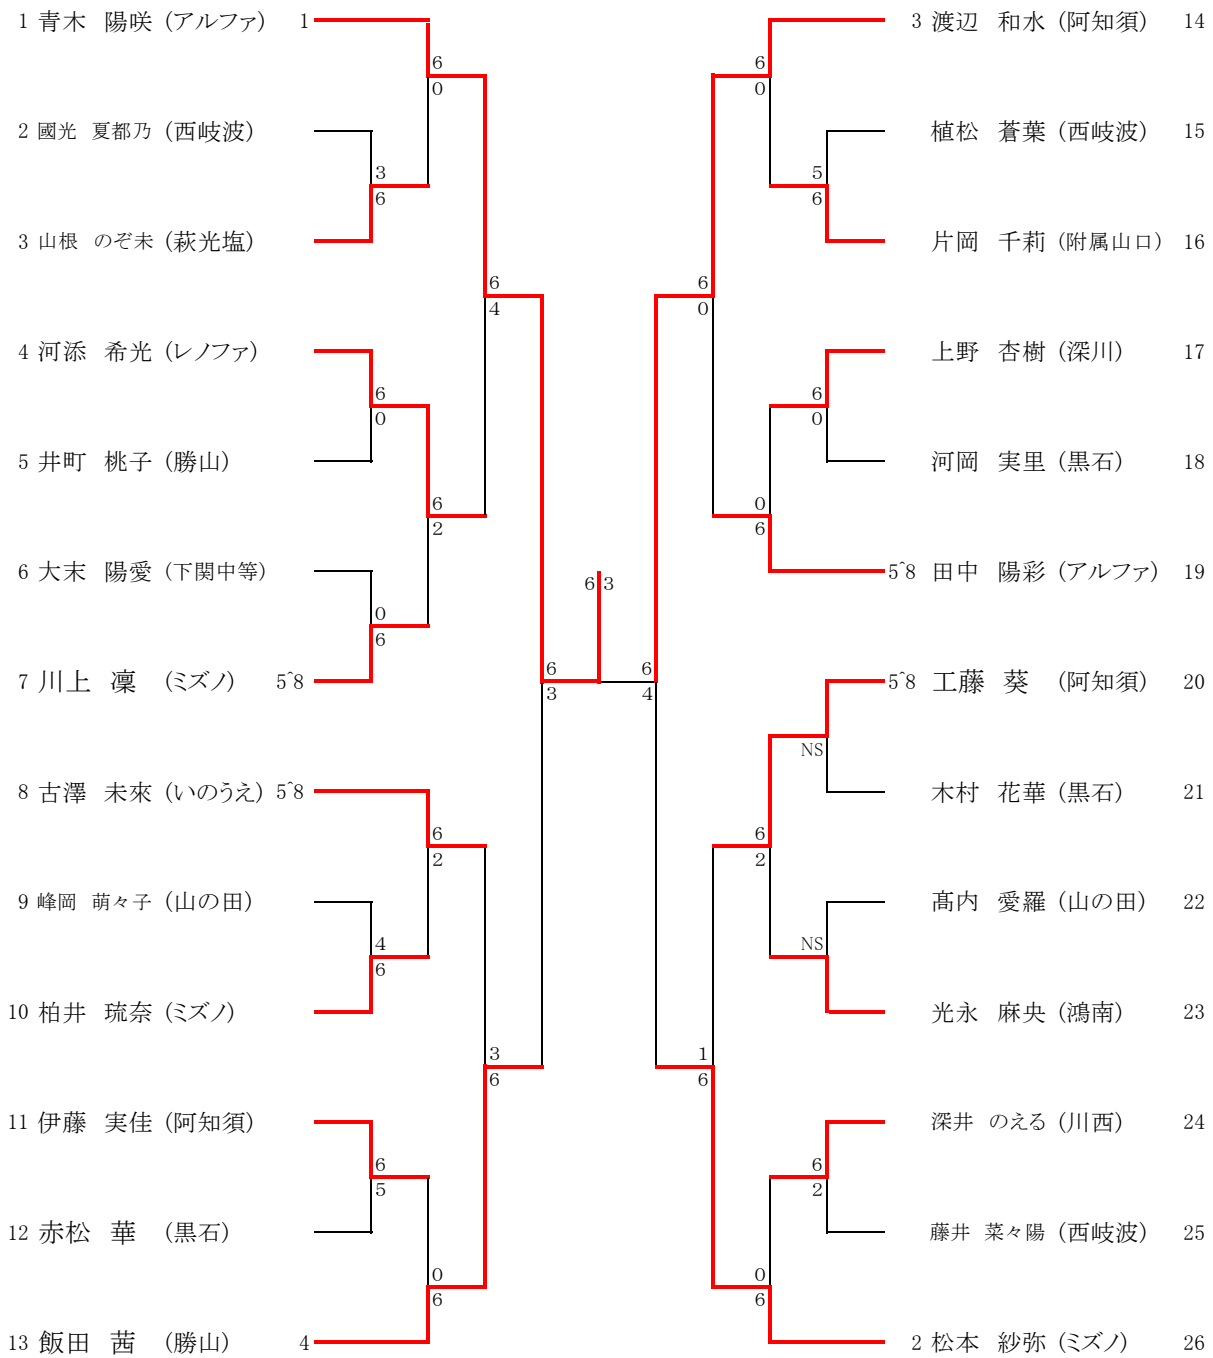 1 青木 陽咲 (アルファ) 1
3 渡辺 和水 (阿知須) 14
6 6
0 0
2 國光 夏都乃 (西岐波)
植松 蒼葉 (西岐波) 15
3 5
6 6
3 山根 のぞ未 (萩光塩)
片岡 千莉 (附属山口) 16
6 6
4 0
4 河添 希光 (レノファ)
上野 杏樹 (深川) 17
6 6
0 0
5 井町 桃子 (勝山)
河岡 実里 (黒石) 18
6 0
2 6
6 大末 陽愛 (下関中等)
5~8 田中 陽彩 (アルファ) 19
6 3
0
6
7 川上 凜 (ミズノ) 5~8
5~8 工藤 葵 (阿知須) 20
6 6
3 4
NS
8 古澤 未來 (いのうえ) 5~8
木村 花華 (黒石) 21
6 6
2 2
9 峰岡 萌々子 (山の田)
髙内 愛羅 (山の田) 22
4 NS
6
10 柏井 琉奈 (ミズノ)
光永 麻央 (鴻南) 23
3 1
6 6
11 伊藤 実佳 (阿知須)
深井 のえる (川西) 24
6 6
5 2
12 赤松 華 (黒石)
藤井 菜々陽 (西岐波) 25
0 0
6 6
13 飯田 茜 (勝山) 4
2 松本 紗弥 (ミズノ) 26